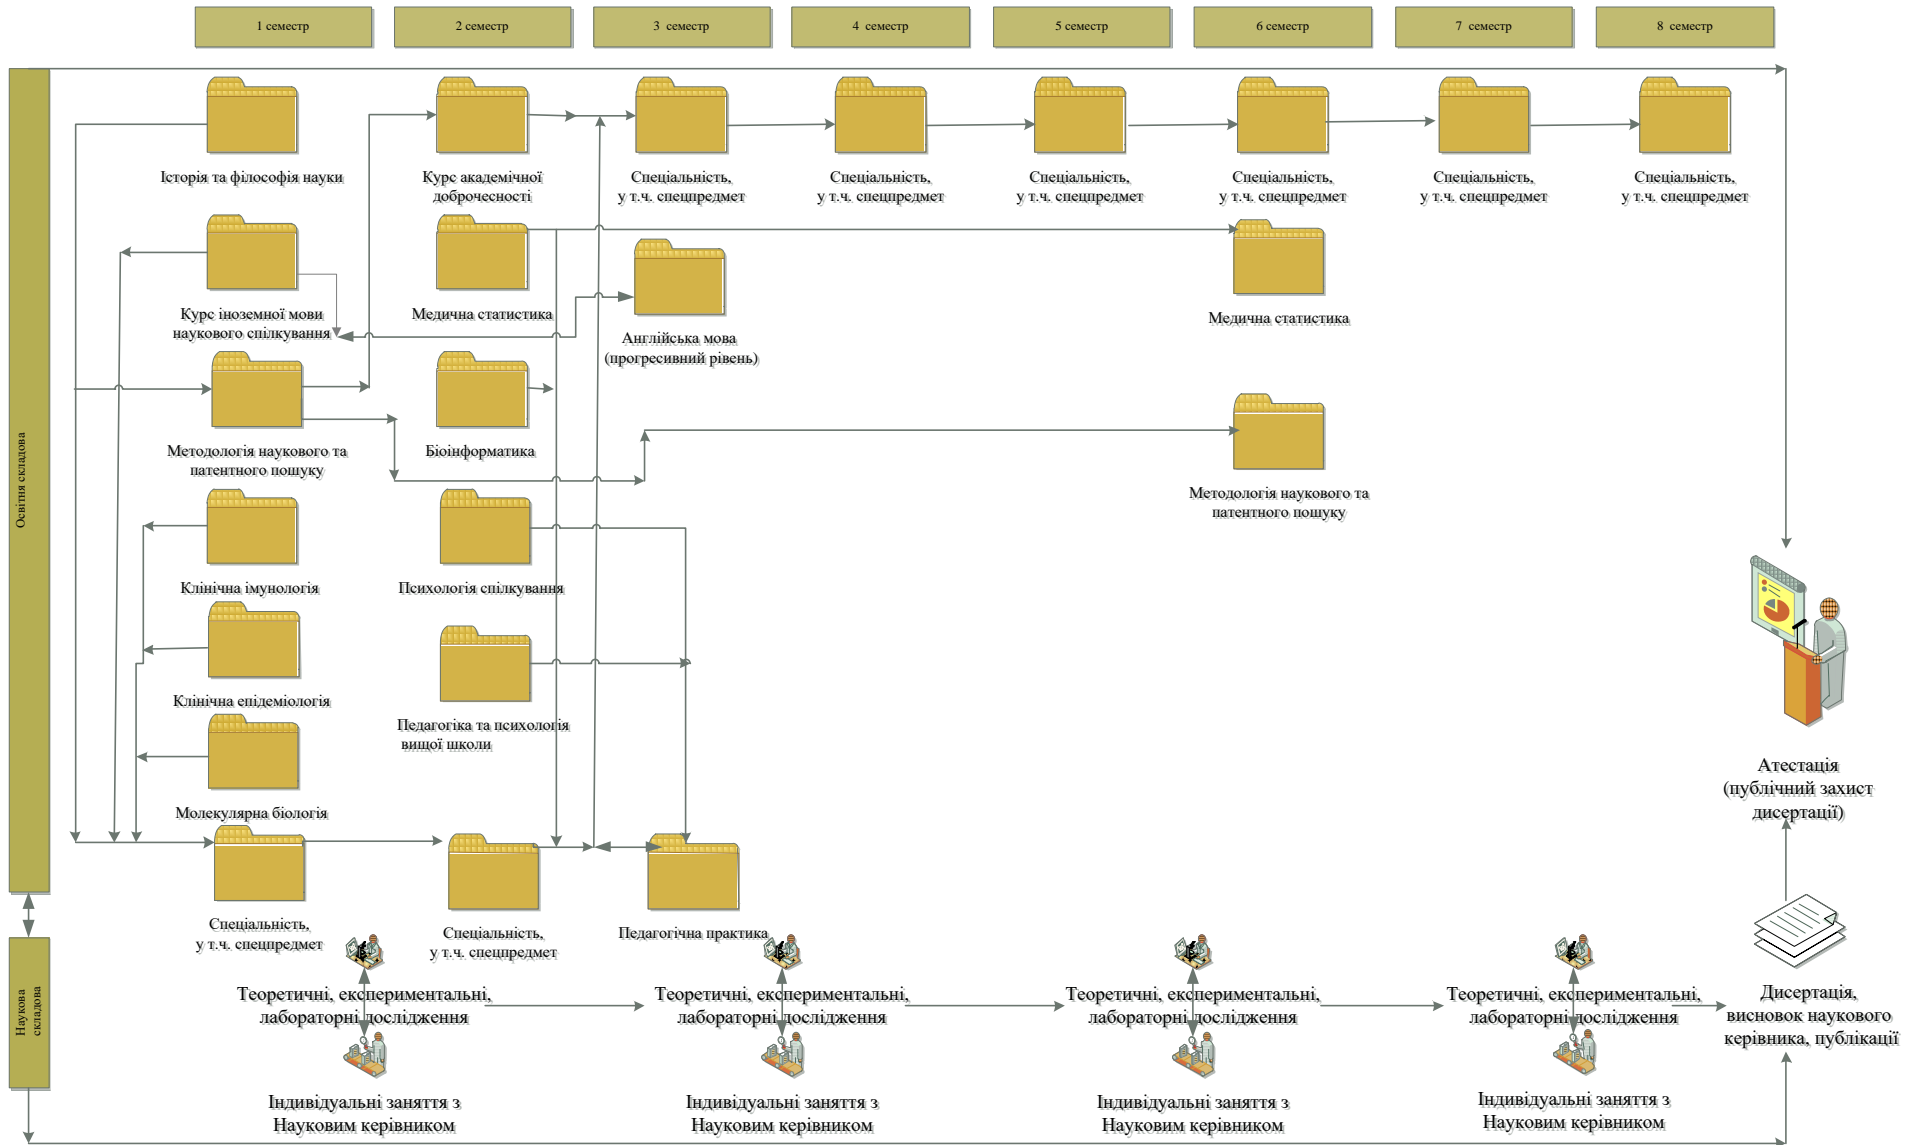 1 семестр
2 семестр
3 семестр
4 семестр
5 семестр
6 семестр
7 семестр
8 семестр
Освітня складова
Історія та філософія науки
Курс академічної
доброчесності
Спеціальність,
у т.ч. спецпредмет
Спеціальність,
у т.ч. спецпредмет
Спеціальність,
у т.ч. спецпредмет
Спеціальність,
у т.ч. спецпредмет
Спеціальність,
у т.ч. спецпредмет
Спеціальність,
у т.ч. спецпредмет
Курс іноземної мови
наукового спілкування
Медична статистика
Англійська мова
(прогресивний рівень)
Медична статистика
Методологія наукового та
патентного пошуку
Біоінформатика
Методологія наукового та
патентного пошуку
Клінічна імунологія
Психологія спілкування
Клінічна епідеміологія
Педагогіка та психологія
вищої школи
Молекулярна біологія
Атестація
(публічний захист
дисертації)
Спеціальність,
у т.ч. спецпредмет
Спеціальність,
у т.ч. спецпредмет
Педагогічна практика
Наукова
складова
Теоретичні, експериментальні,
лабораторні дослідження
Теоретичні, експериментальні,
лабораторні дослідження
Теоретичні, експериментальні,
лабораторні дослідження
Теоретичні, експериментальні,
лабораторні дослідження
Дисертація,
висновок наукового
керівника, публікації
Індивідуальні заняття з
Науковим керівником
Індивідуальні заняття з
Науковим керівником
Індивідуальні заняття з
Науковим керівником
Індивідуальні заняття з
Науковим керівником